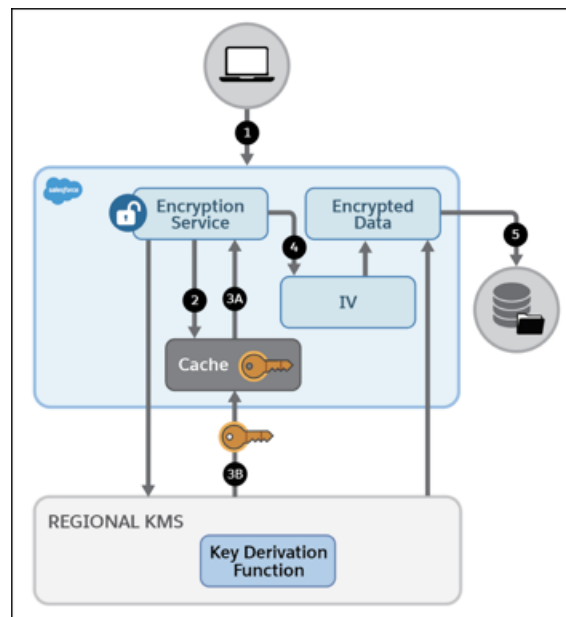 1
salesforce
Encryption
Service
Encrypted
Data
4
5
2
3A
IV
Cache
3B
REGIONAL KMS
Key Derivation
Function